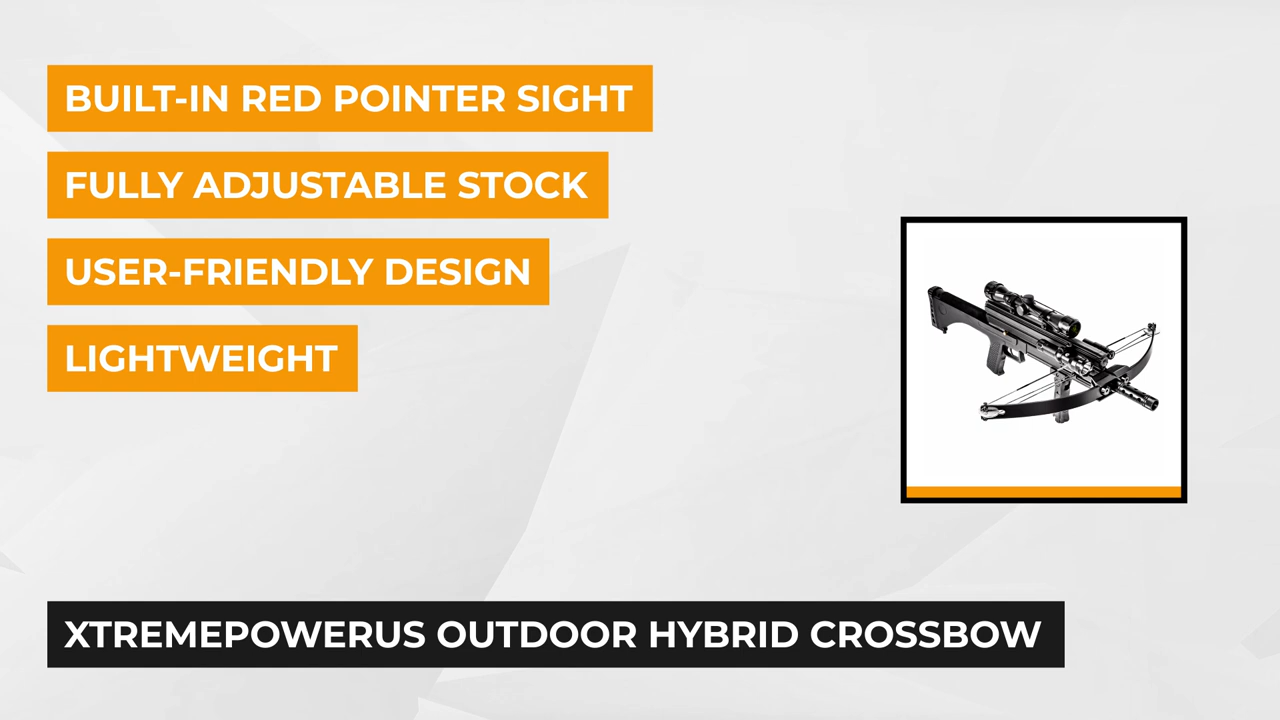 BUILT-IN RED POINTER SIGHT
FULLY ADJUSTABLE STOCK
USER-FRIENDLY DESIGN
LIGHTWEIGHT
XTREMEPOWERUS OUTDOOR HYBRID CROSSBOW